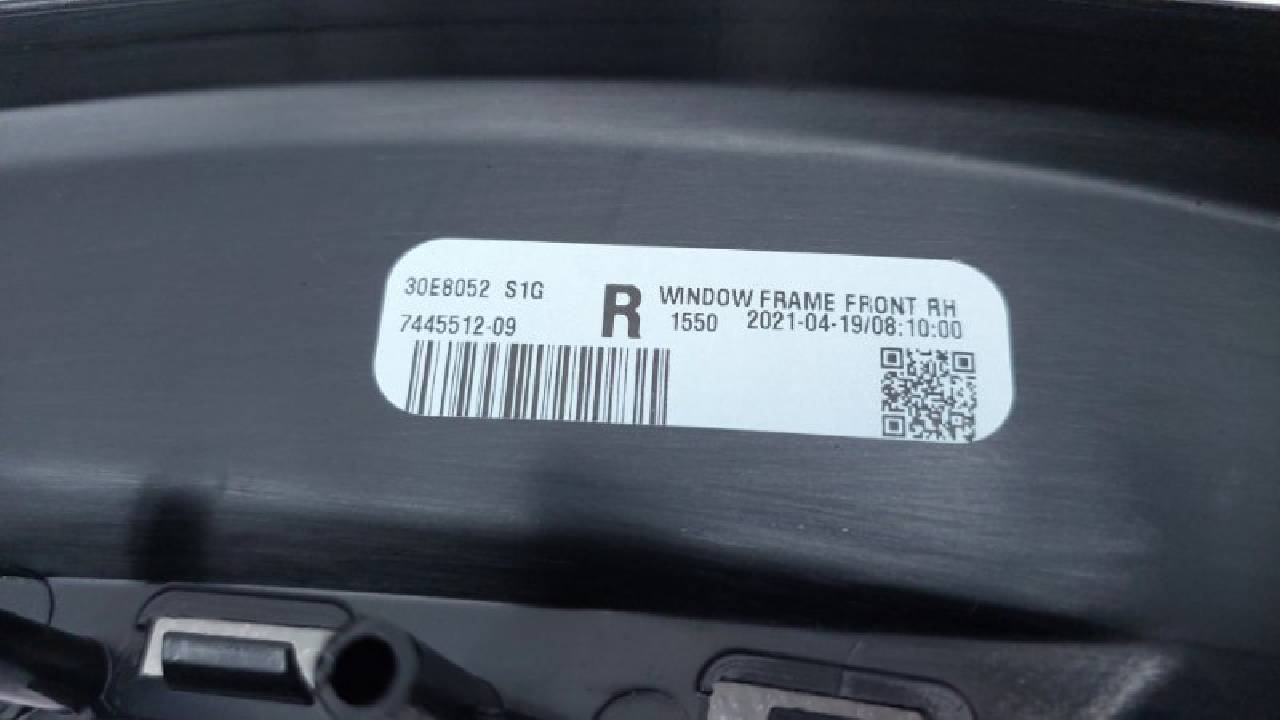 30E8052 S1G
R
WINDOW FRAME FRONT RH
7445512-09
1550 2021-04-19/08:10:00